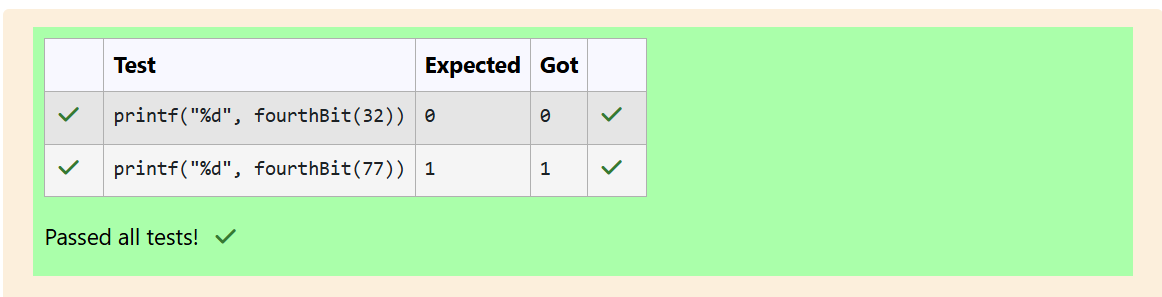 Test Expected Got
printf("%d", fourthBit(32)) 0 0
printf("%d", fourthBit(77)) 1 1
Passed all tests!